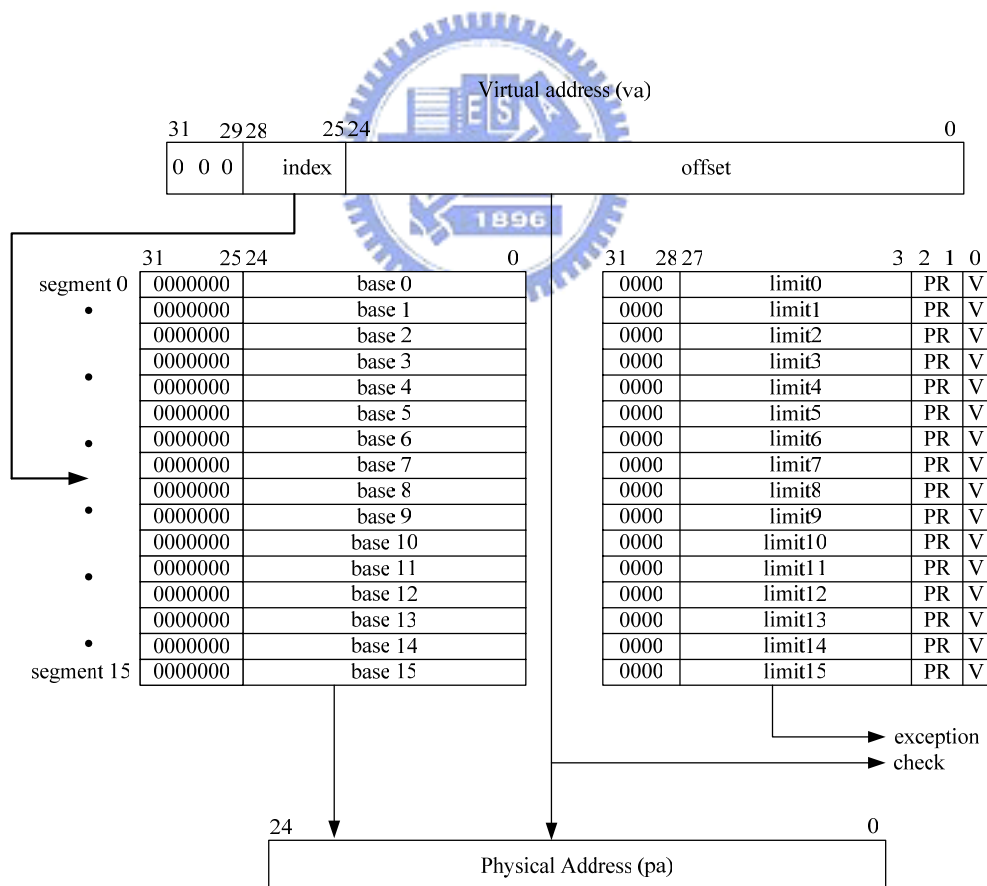 Virtual address (va)
31 29 28 25 24 0
0 0 0 index offset
E S A
1896
31 25 24 0 31 28 27 3 2 1 0
segment 0 0000000 base 0 0000 limit0 PR V
0000000 base 1 0000 limit1 PR V
0000000 base 2 0000 limit2 PR V
0000000 base 3 0000 limit3 PR V
0000000 base 4 0000 limit4 PR V
0000000 base 5 0000 limit5 PR V
0000000 base 6 0000 limit6 PR V
0000000 base 7 0000 limit7 PR V
0000000 base 8 0000 limit8 PR V
0000000 base 9 0000 limit9 PR V
0000000 base 10 0000 limit10 PR V
0000000 base 11 0000 limit11 PR V
0000000 base 12 0000 limit12 PR V
0000000 base 13 0000 limit13 PR V
0000000 base 14 0000 limit14 PR V
segment 15 0000000 base 15 0000 limit15 PR V
exception
check
24 0
Physical Address (pa)